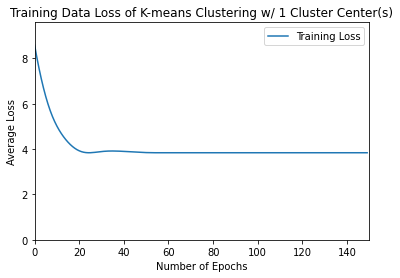 Training Data Loss of K-means Clustering w/ 1 Cluster Center(s)
Training Loss
8
6
4
2
0
Average Loss
0 20 40 60 80 100 120 140
Number of Epochs